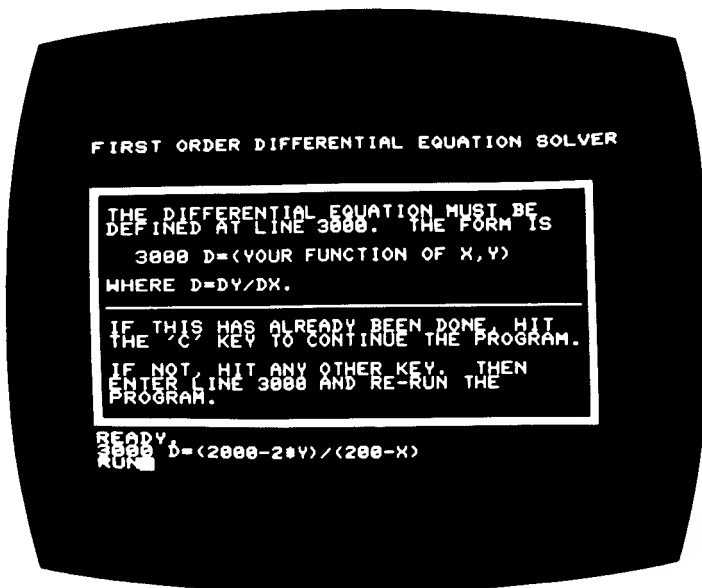 FIRST ORDER DIFFERENTIAL EQUATION SOLVER
THE DIFFERENTIAL EQUATION MUST BE
DEFINED AT LINE 3000. THE FORM IS
3000 D=(YOUR FUNCTION OF X,Y)
WHERE D=DY/DX.
IF THIS HAS ALREADY BEEN DONE, HIT
THE 'C' KEY TO CONTINUE THE PROGRAM.
IF NOT, HIT ANY OTHER KEY. THEN
ENTER LINE 3000 AND RE-RUN THE
PROGRAM.
READY.
3000 D=(2000-2*Y)/(200-X)
RUN